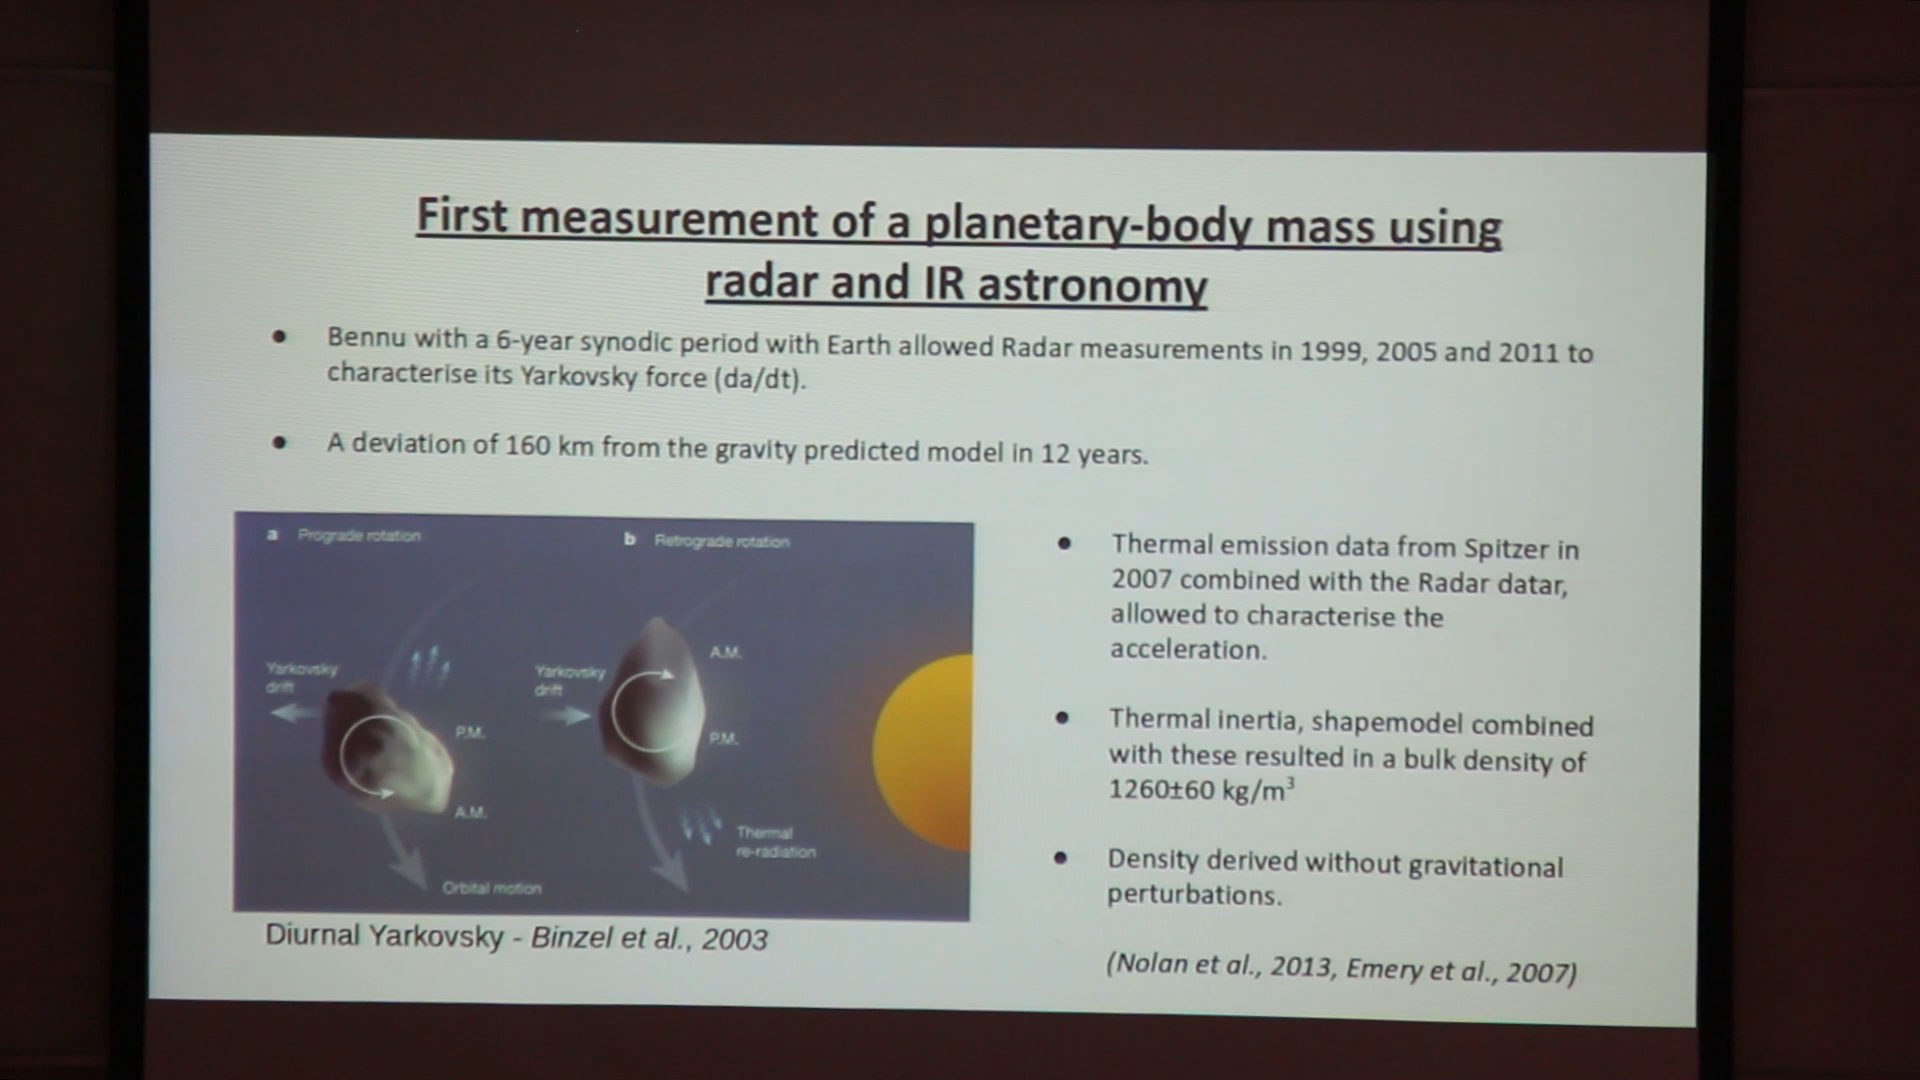 First measurement of a planetary-body mass using
radar and IR astronomy
● Bennu with a 6-year synodic period with Earth allowed Radar measurements in 1999, 2005 and 2011 to
characterise its Yarkovsky force (da/dt).
● A deviation of 160 km from the gravity predicted model in 12 years.
a Prograde rotation
b Retrograde rotation
Yarkovsky
drift
P.M.
A.M.
Orbital motion
Yarkovsky
drift
A.M.
P.M.
Thermal
re-radiation
Diurnal Yarkovsky - Binzel et al., 2003
● Thermal emission data from Spitzer in
2007 combined with the Radar datar,
allowed to characterise the
acceleration.
● Thermal inertia, shapemodel combined
with these resulted in a bulk density of
1260±60 kg/m³
● Density derived without gravitational
perturbations.
(Nolan et al., 2013, Emery et al., 2007)